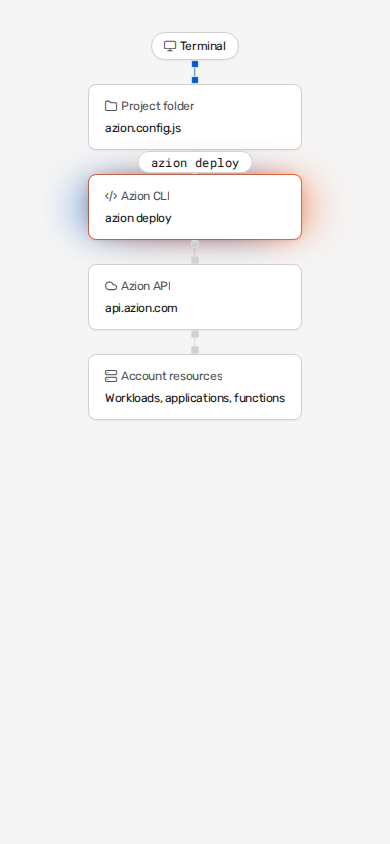 Terminal
Project folder
azion.config.js
azion deploy
Azion CLI
azion deploy
Azion API
api.azion.com
Account resources
Workloads, applications, functions